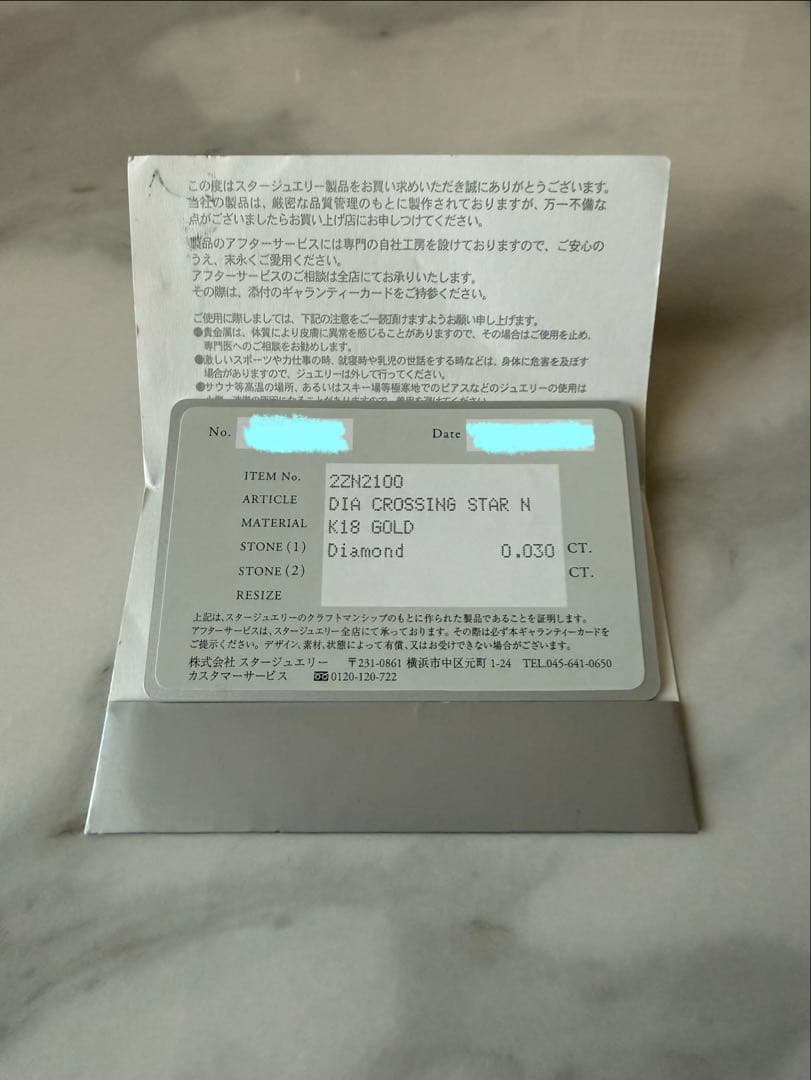 この度はスタージュエリー製品をお買い求めいただき誠にありがとうございます。
当社の製品は、厳密な品質管理のもとに製作されておりますが、万一不備な
点がございましたらお買い上げ店にお申しつけてください。
製品のアフターサービスには専門の自社工房を設けておりますので、ご安心の
うえ、末永くご愛用ください。
アフターサービスのご相談は全店にてお承りいたします。
その際は、添付のギャランティーカードをご持参ください。
ご使用に際しましては、下記の注意をご一読頂けますようお願い申し上げます。
●貴金属は、体質により皮膚に異常を感じることがありますので、その場合はご使用を止め、
専門医へのご相談をお勧めします。
●激しいスポーツや力仕事の時、就寝時や乳児の世話をする時などは、身体に危害を及ぼす
場合がありますので、ジュエリーは外して行ってください。
●サウナ等高温の場所、あるいはスキー場等極寒地でのピアスなどのジュエリーの使用は
No. Date
ITEM No. 2ZN2100
ARTICLE DIA CROSSING STAR N
MATERIAL K18 GOLD
STONE (1) Diamond 0.030 CT.
STONE (2) CT.
RESIZE
上記は、スタージュエリーのクラフトマンシップのもとに作られた製品であることを証明します。
アフターサービスは、スタージュエリー全店にて承っております。その際は必ず本ギャランティーカードを
ご提示ください。デザイン、素材、状態によって有償、又はお受けできない場合がございます。
株式会社 スタージュエリー 〒231-0861 横浜市中区元町 1-24 TEL.045-641-0650
カスタマーサービス 0120-120-722